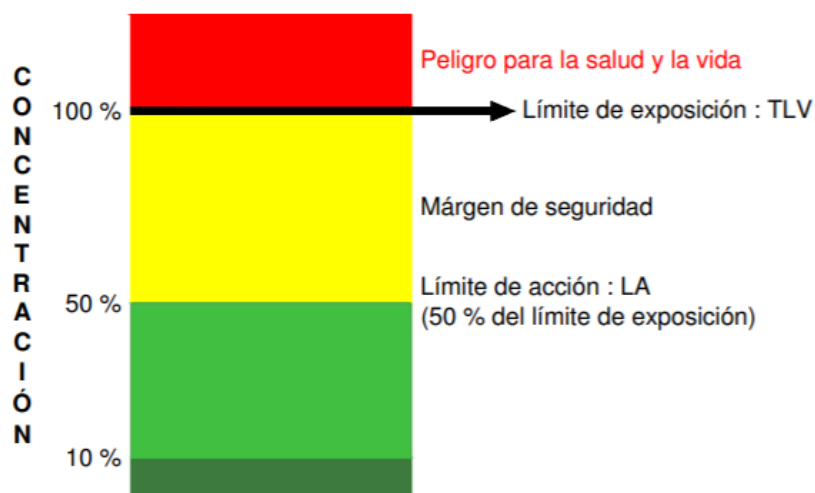 CONCENTRACIÓN
Peligro para la salud y la vida
100 %
Límite de exposición : TLV
Márgen de seguridad
Límite de acción : LA
50 %
(50 % del límite de exposición)
10 %